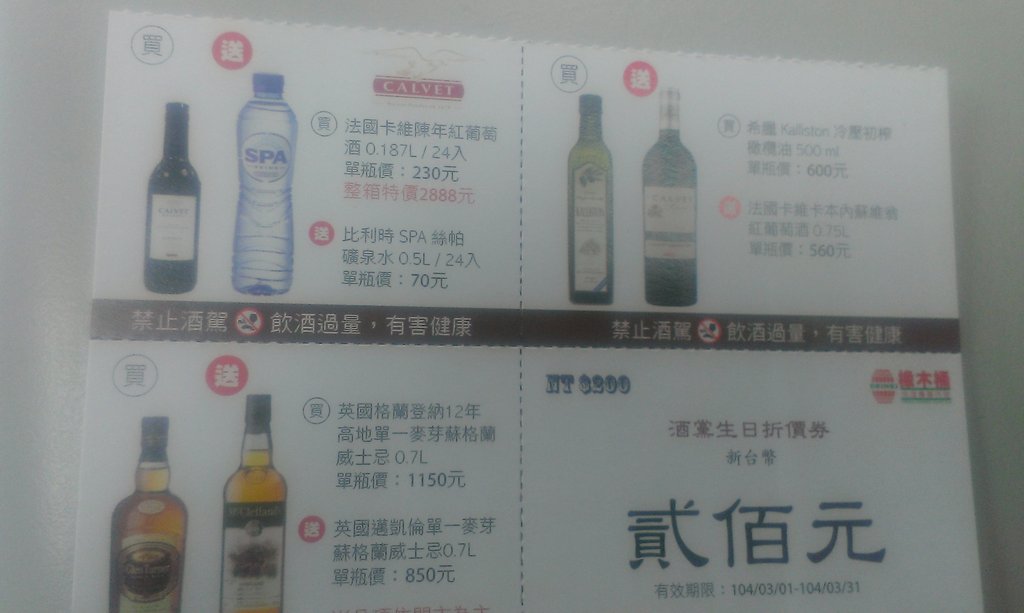 買 送
CALVET
買 法國卡維陳年紅葡萄
酒 0.187L / 24入
單瓶價：230元
整箱特價2888元
SPA
CALVET
送 比利時 SPA 絲帕
礦泉水 0.5L / 24入
單瓶價：70元
禁止酒駕 飲酒過量，有害健康
買 送
買 希臘 Kalliston 冷壓初榨
橄欖油 500 ml
單瓶價：600元
送 法國卡維卡本內蘇維翁
紅葡萄酒 0.75L
單瓶價：560元
CALVET
禁止酒駕 飲酒過量，有害健康
買 送
買 英國格蘭登納12年
高地單一麥芽蘇格蘭
威士忌 0.7L
單瓶價：1150元
McClelland's
送 英國邁凱倫單一麥芽
蘇格蘭威士忌0.7L
單瓶價：850元
NT $200
橡木桶
酒窩生日折價券
新台幣
貳佰元
有效期限：104/03/01-104/03/31